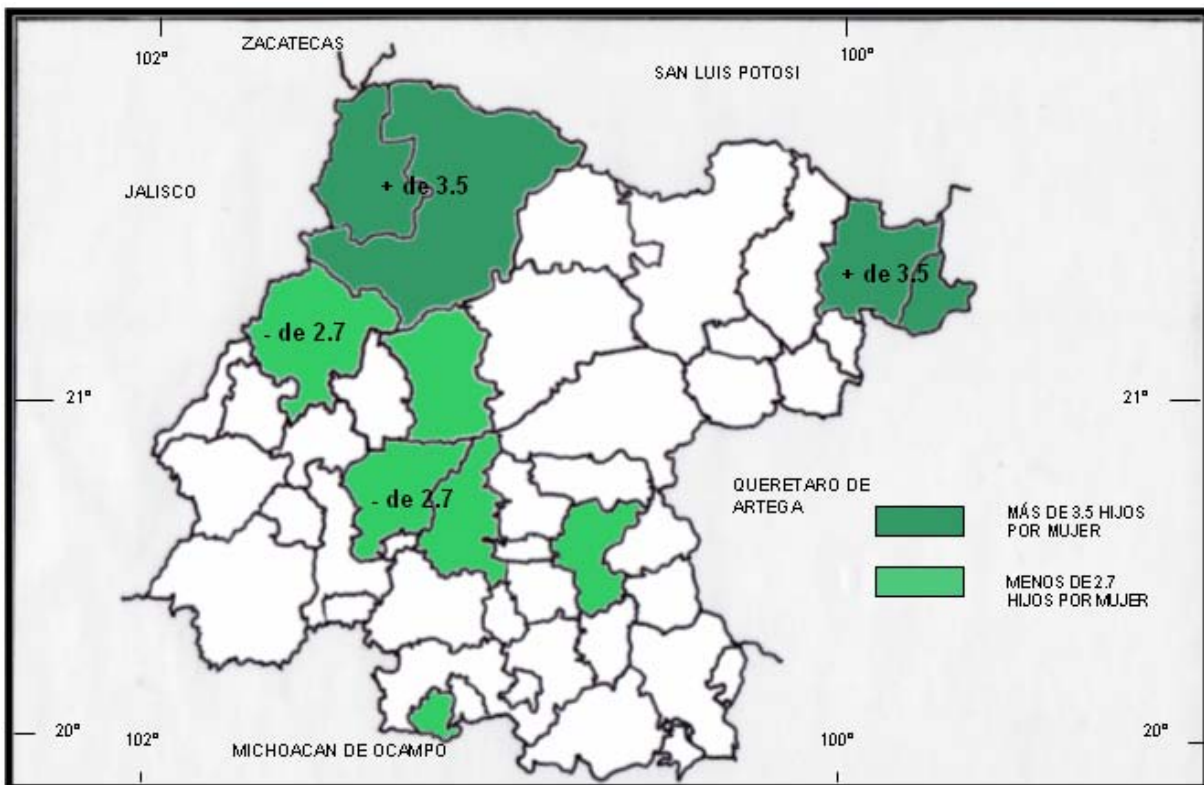 102°
ZACATECAS
100°
SAN LUIS POTOSI
JALISCO
+ de 3.5
+ de 3.5
- de 2.7
21°
21°
- de 2.7
QUERETARO DE
ARTEGA
MÁS DE 3.5 HIJOS
POR MUJER
MENOS DE 2.7
HIJOS POR MUJER
20°
102°
MICHOACAN DE OCAMPO
100°
20°